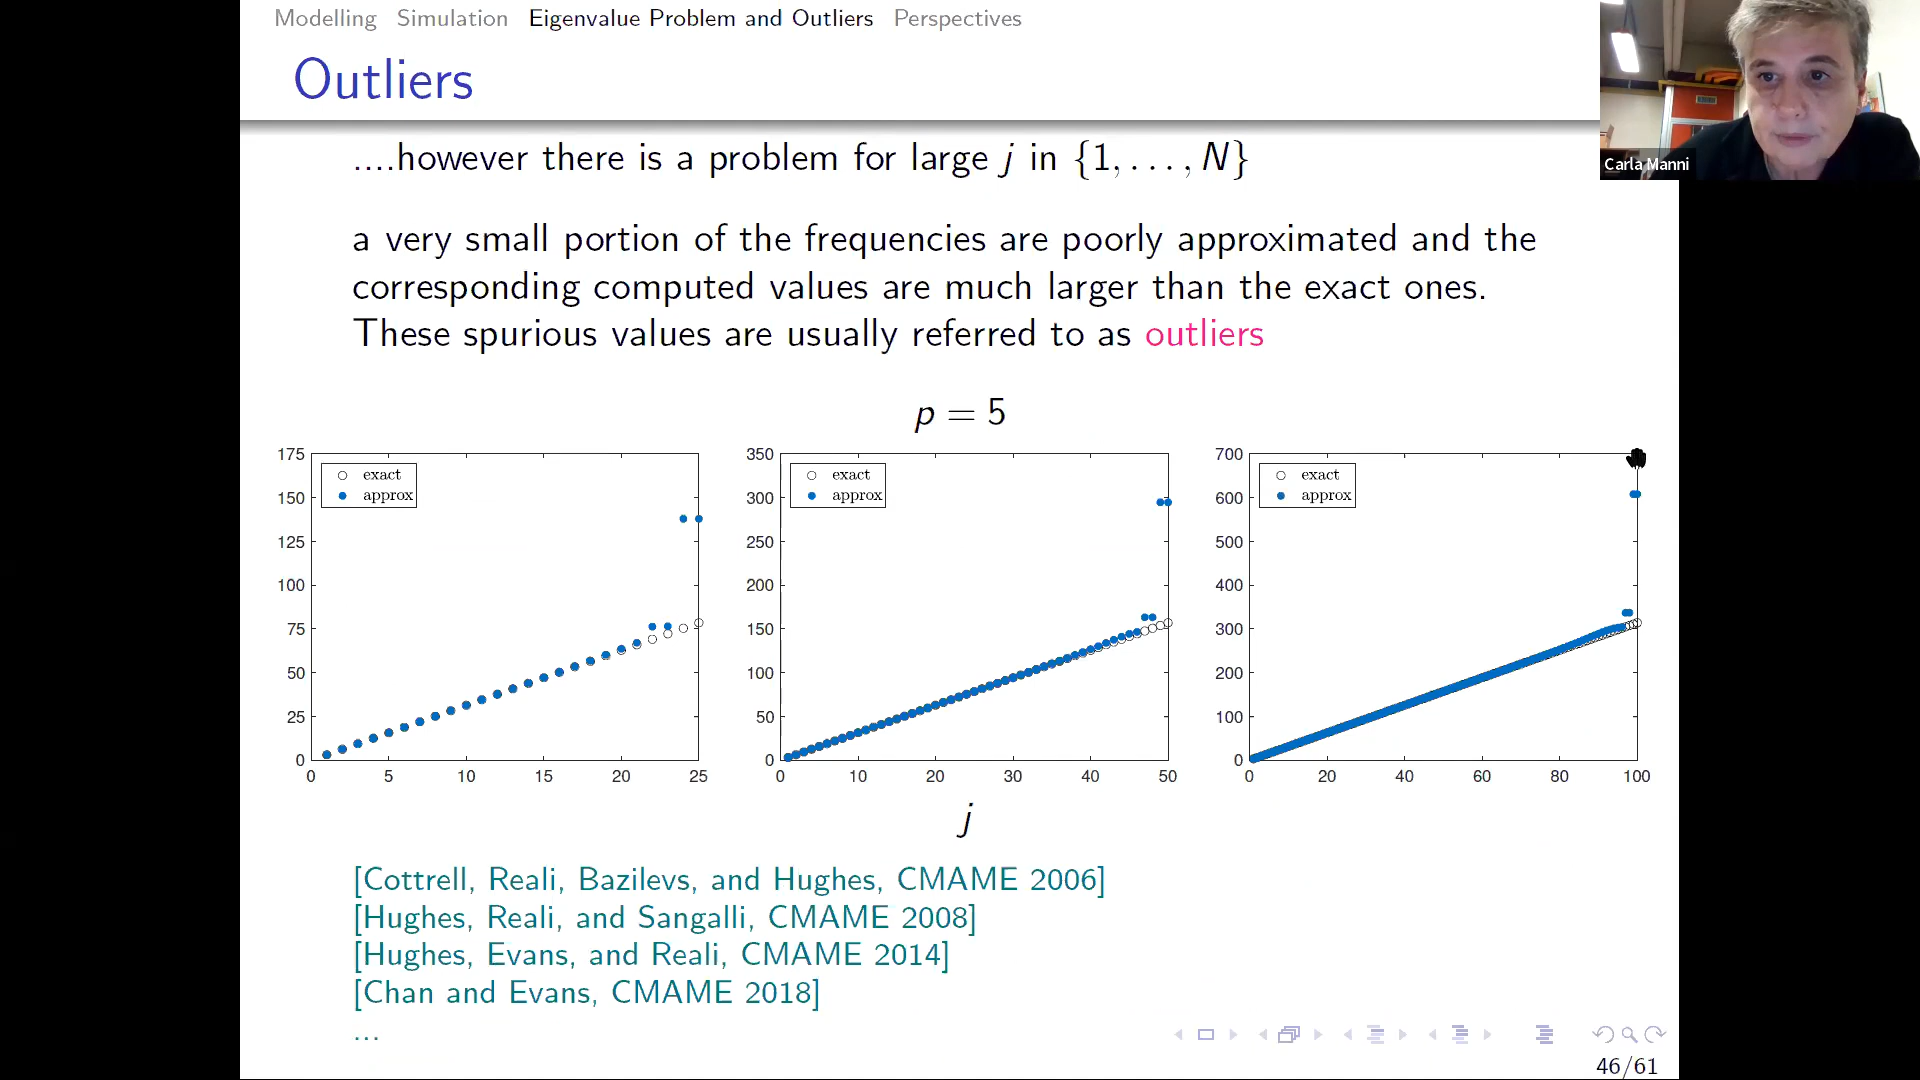 Modelling Simulation Eigenvalue Problem and Outliers Perspectives
Outliers
Carla Manni
....however there is a problem for large j in {1, . . . , N}
a very small portion of the frequencies are poorly approximated and the
corresponding computed values are much larger than the exact ones.
These spurious values are usually referred to as outliers
p = 5
175
150
125
100
75
50
25
0
0 5 10 15 20 25
exact
approx
350
300
250
200
150
100
50
0
0 10 20 30 40 50
exact
approx
700
600
500
400
300
200
100
0
0 20 40 60 80 100
exact
approx
j
[Cottrell, Reali, Bazilevs, and Hughes, CMAME 2006]
[Hughes, Reali, and Sangalli, CMAME 2008]
[Hughes, Evans, and Reali, CMAME 2014]
[Chan and Evans, CMAME 2018]
...
46/61